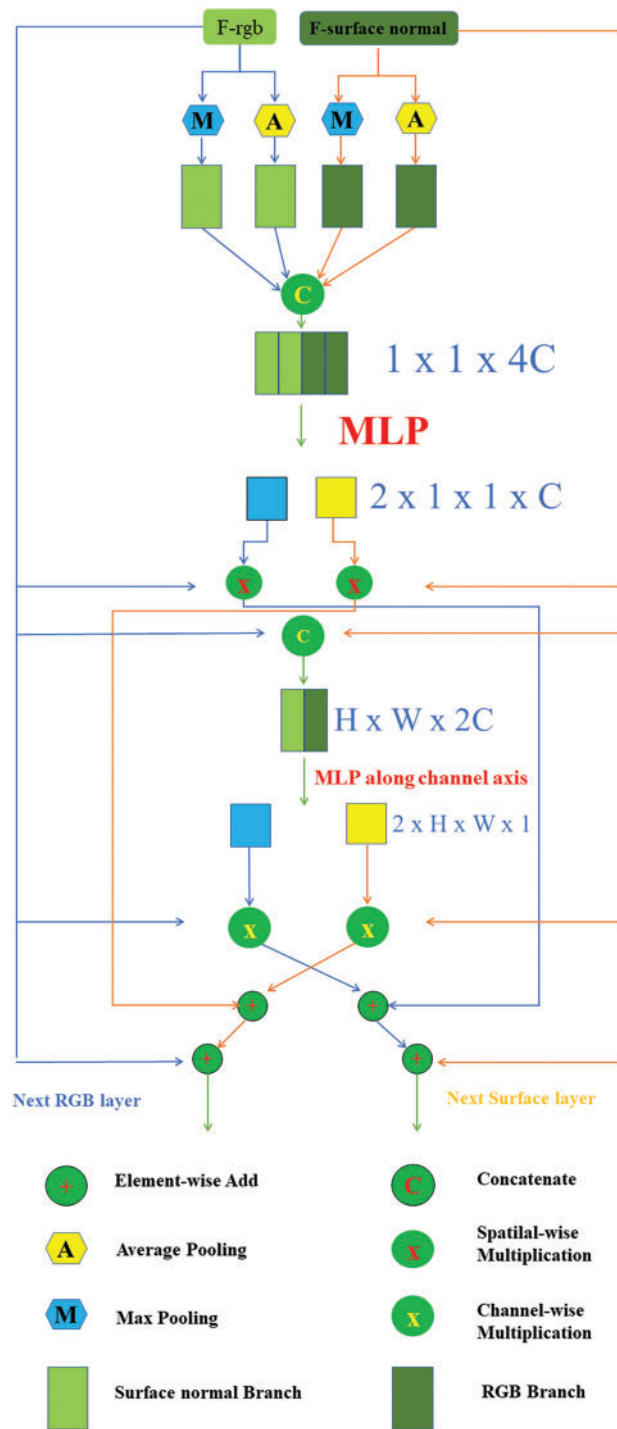 F-rgb
F-surface normal
M
A
M
A
C
1 x 1 x 4C
MLP
2 x 1 x 1 x C
x
x
C
H x W x 2C
MLP along channel axis
2 x H x W x 1
x
x
+
+
+
+
Next RGB layer
Next Surface layer
+
Element-wise Add
C
Concatenate
A
Average Pooling
x
Spatilal-wise
Multiplication
M
Max Pooling
x
Channel-wise
Multiplication
Surface normal Branch
RGB Branch